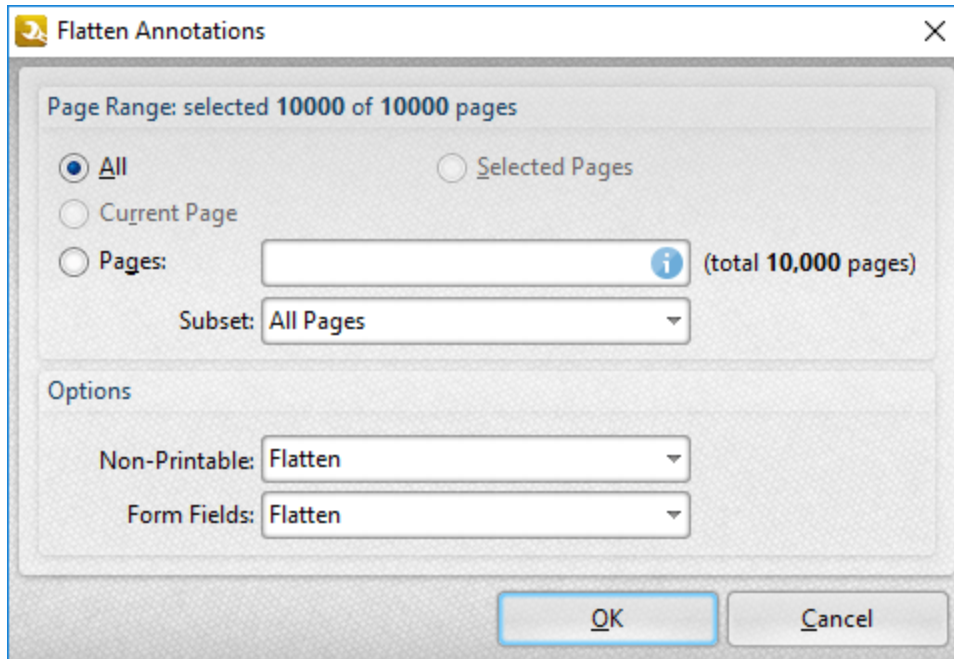 Flatten Annotations
Page Range: selected 10000 of 10000 pages
All Selected Pages
Current Page
Pages: (total 10,000 pages)
Subset: All Pages
Options
Non-Printable: Flatten
Form Fields: Flatten
OK Cancel